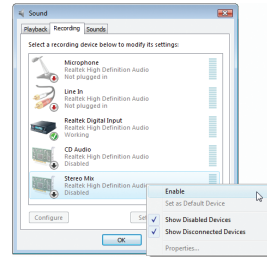 Sound
Playback Recording Sounds
Select a recording device below to modify its settings:
Microphone
Realtek High Definition Audio
Not plugged in
Line In
Realtek High Definition Audio
Not plugged in
Realtek Digital Input
Realtek High Definition Audio
Working
CD Audio
Realtek High Definition Audio
Disabled
Stereo Mix
Realtek High Definition Audio
Disabled
Enable
Set as Default Device
Show Disabled Devices
Show Disconnected Devices
Properties...
Configure
Set
OK